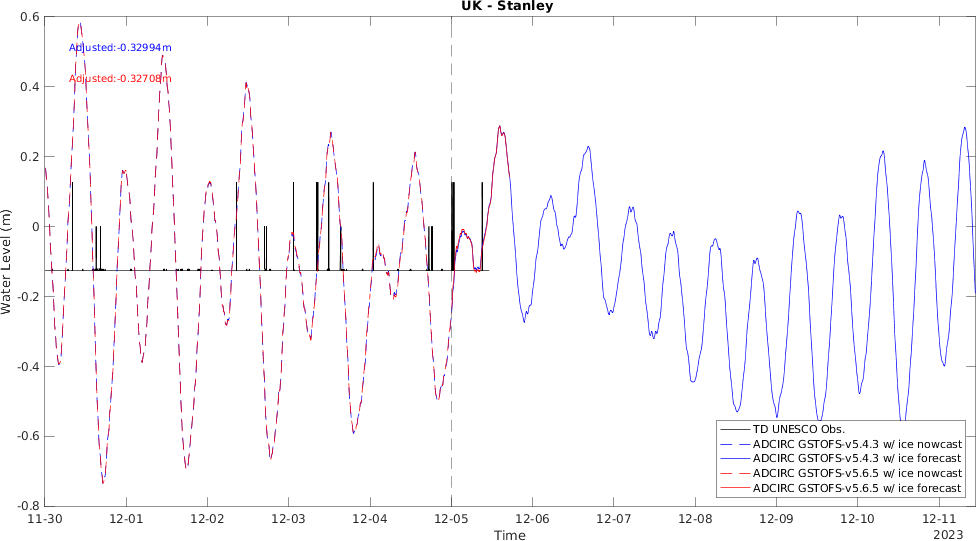 UK - Stanley
0.6
Adjusted:-0.32994m
Adjusted:-0.32708m
0.4
0.2
0
-0.2
-0.4
-0.6
-0.8
Water Level (m)
TD UNESCO Obs.
ADCIRC GSTOFS-v5.4.3 w/ ice nowcast
ADCIRC GSTOFS-v5.4.3 w/ ice forecast
ADCIRC GSTOFS-v5.6.5 w/ ice nowcast
ADCIRC GSTOFS-v5.6.5 w/ ice forecast
11-30 12-01 12-02 12-03 12-04 12-05 12-06 12-07 12-08 12-09 12-10 12-11
Time
2023